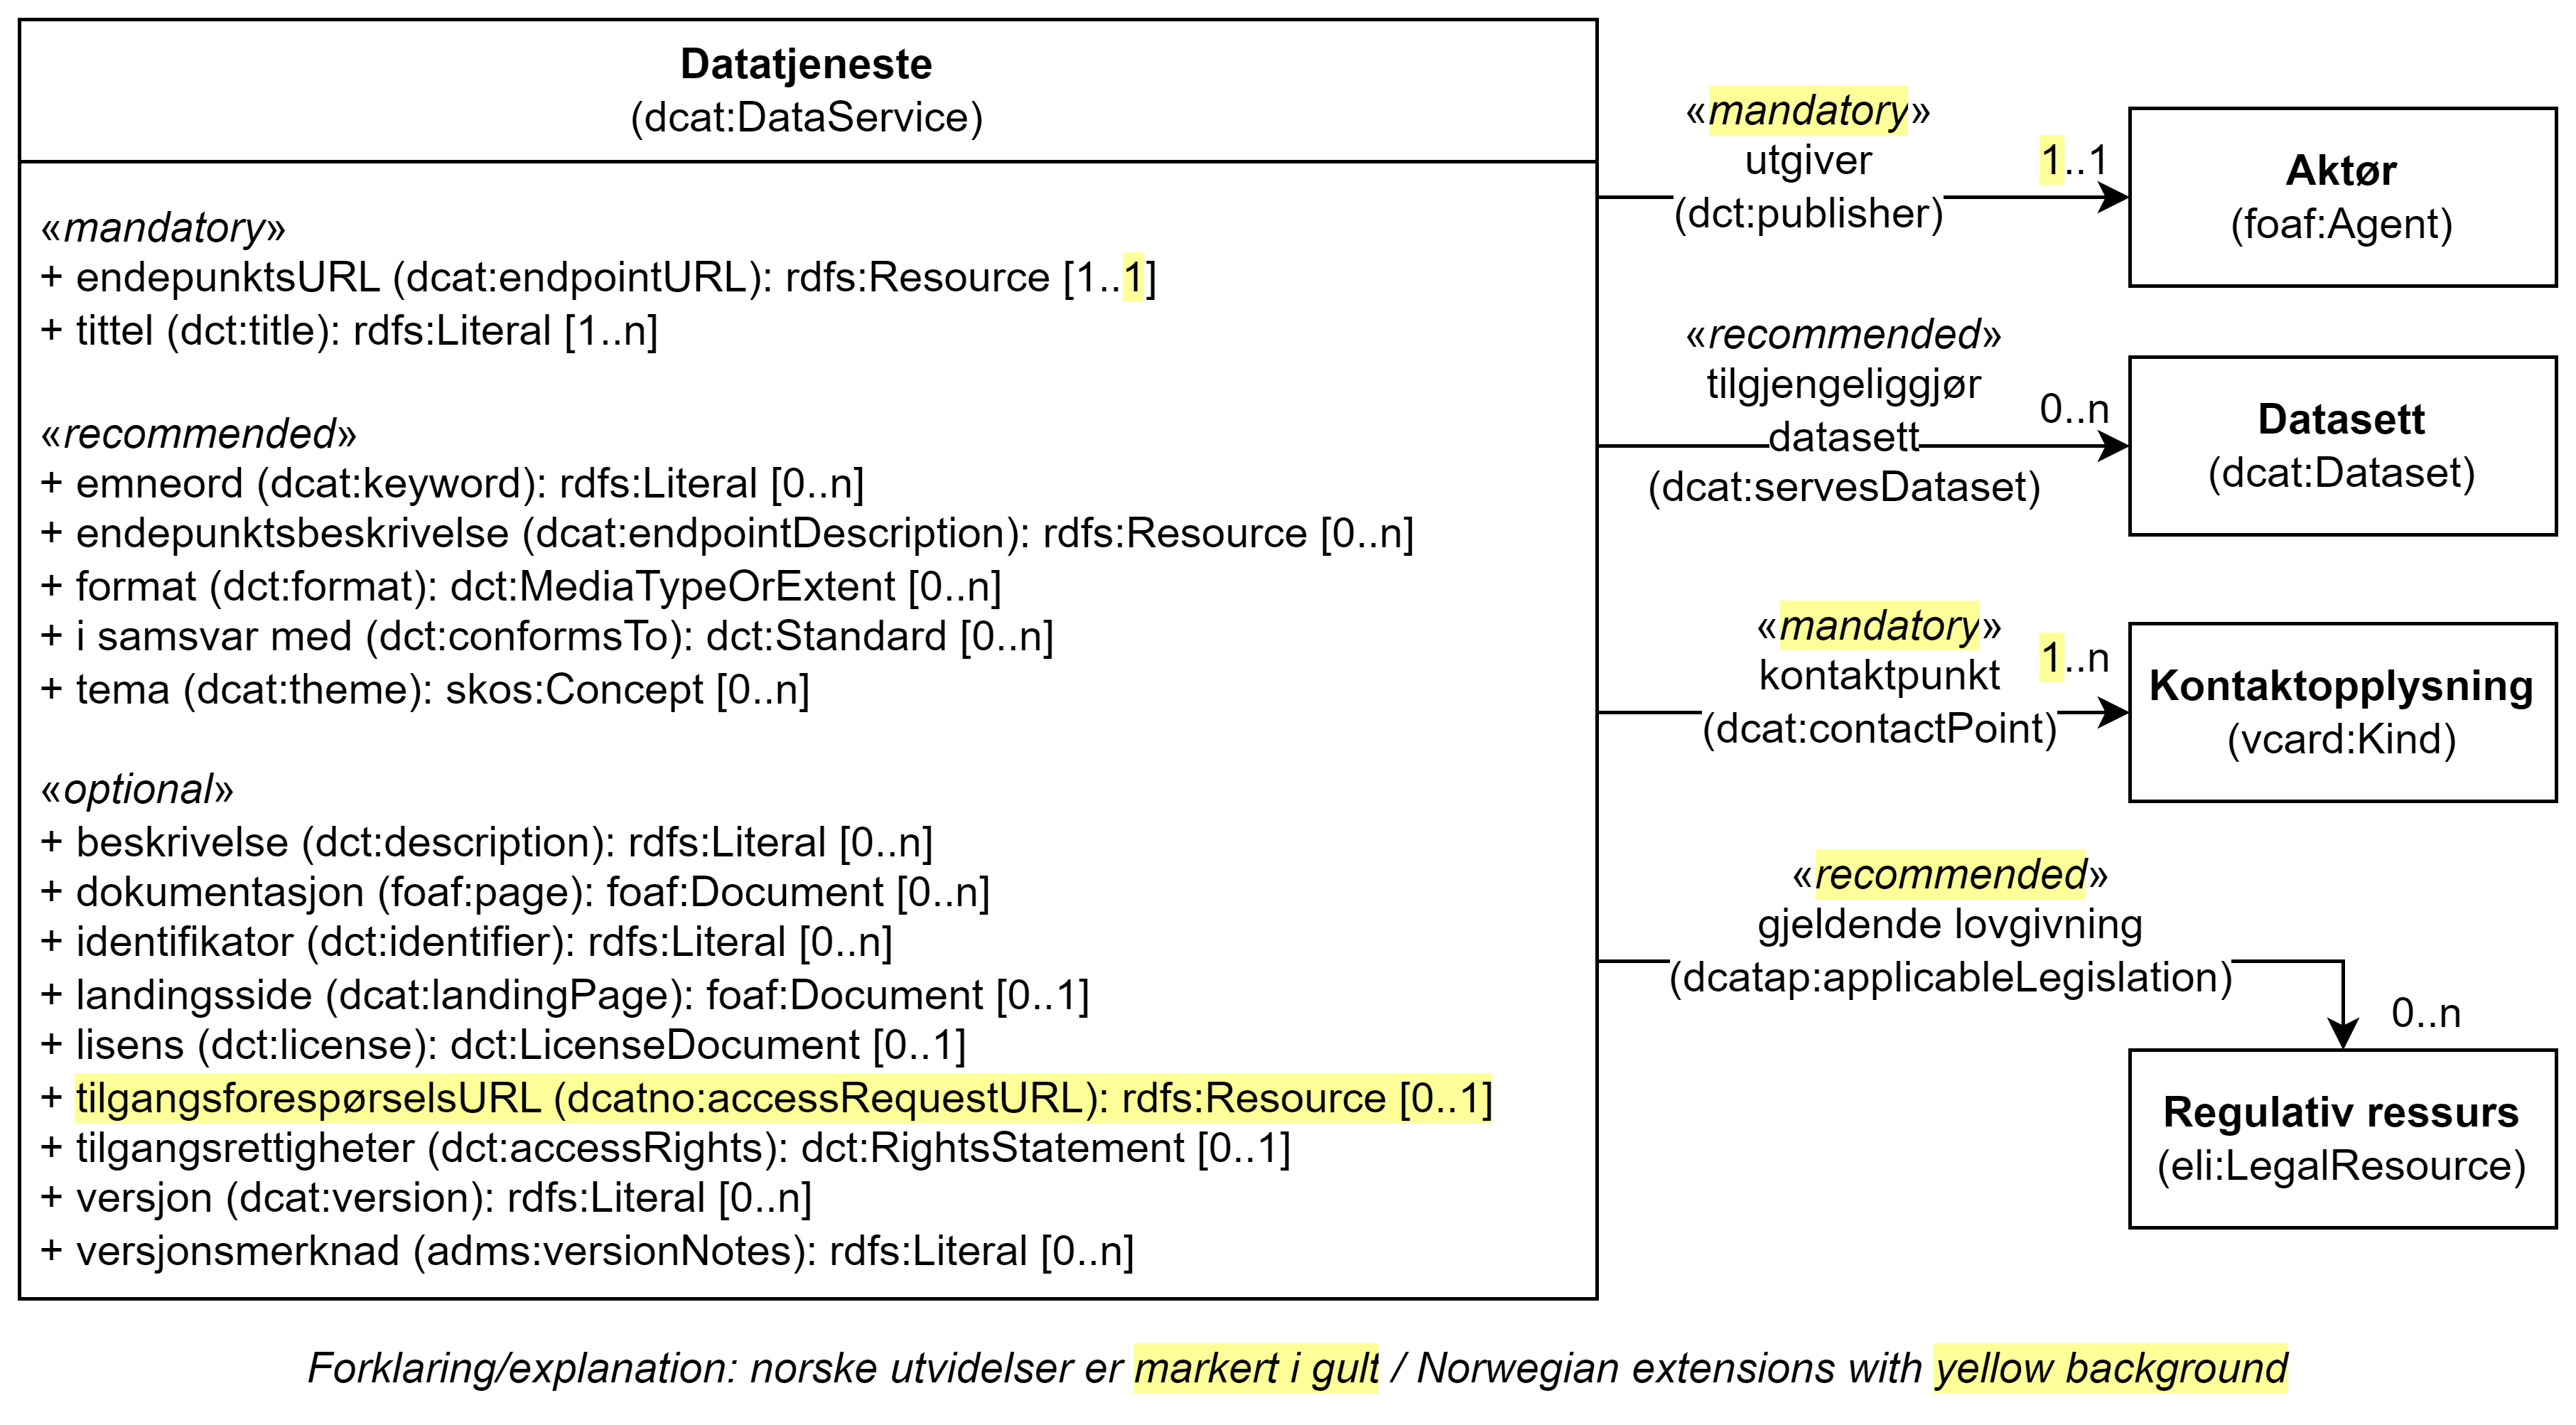 Datatjeneste
(dcat:DataService)
«mandatory»
+ endepunktsURL (dcat:endpointURL): rdfs:Resource [1..1]
+ tittel (dct:title): rdfs:Literal [1..n]
«recommended»
+ emneord (dcat:keyword): rdfs:Literal [0..n]
+ endepunktsbeskrivelse (dcat:endpointDescription): rdfs:Resource [0..n]
+ format (dct:format): dct:MediaTypeOrExtent [0..n]
+ i samsvar med (dct:conformsTo): dct:Standard [0..n]
+ tema (dcat:theme): skos:Concept [0..n]
«optional»
+ beskrivelse (dct:description): rdfs:Literal [0..n]
+ dokumentasjon (foaf:page): foaf:Document [0..n]
+ identifikator (dct:identifier): rdfs:Literal [0..n]
+ landingsside (dcat:landingPage): foaf:Document [0..1]
+ lisens (dct:license): dct:LicenseDocument [0..1]
+ tilgangsforespørselsURL (dcatno:accessRequestURL): rdfs:Resource [0..1]
+ tilgangsrettigheter (dct:accessRights): dct:RightsStatement [0..1]
+ versjon (dcat:version): rdfs:Literal [0..n]
+ versjonsmerknad (adms:versionNotes): rdfs:Literal [0..n]
«mandatory»
utgiver
(dct:publisher)
1..1
Aktør
(foaf:Agent)
«recommended»
tilgjengeliggjør
datasett
(dcat:servesDataset)
0..n
Datasett
(dcat:Dataset)
«mandatory»
kontaktpunkt
(dcat:contactPoint)
1..n
Kontaktopplysning
(vcard:Kind)
«recommended»
gjeldende lovgivning
(dcatap:applicableLegislation)
0..n
Regulativ ressurs
(eli:LegalResource)
Forklaring/explanation: norske utvidelser er markert i gult / Norwegian extensions with yellow background